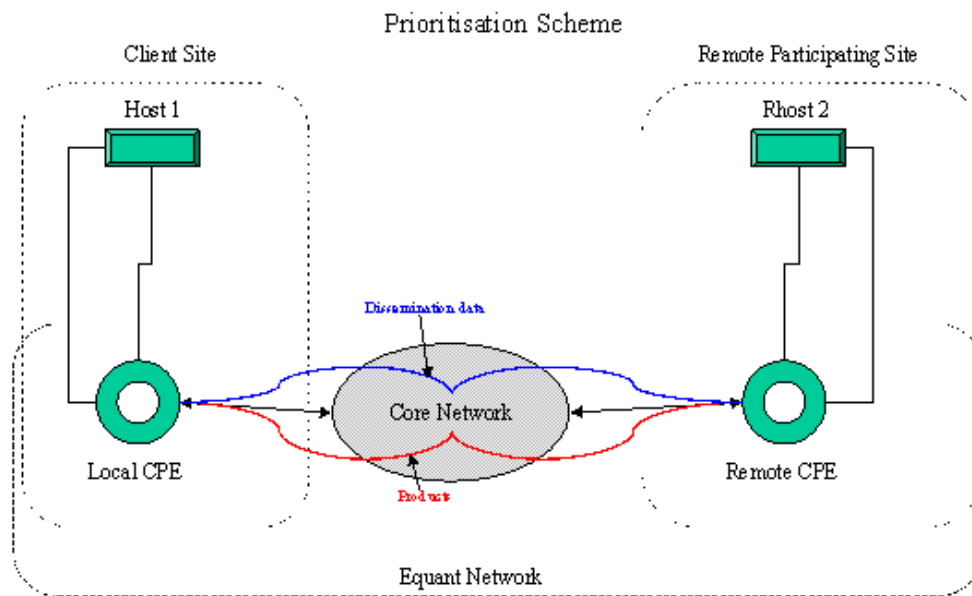 Prioritisation Scheme
Client Site
Remote Participating Site
Host 1
Rhost 2
Dissemination data
Core Network
Local CPE
Remote CPE
Products
Equant Network